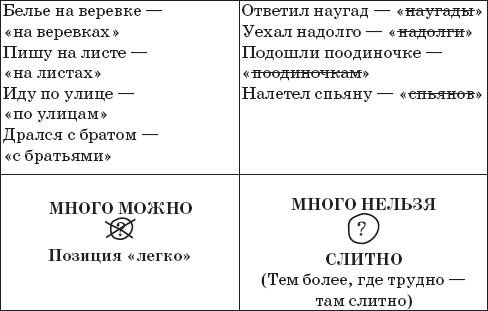 Белье на веревке —
«на веревках»
Пишу на листе —
«на листах»
Иду по улице —
«по улицам»
Дрался с братом —
«с братьями»
Ответил наугад — «наугады»
Уехал надолго — «надолги»
Подошли поодиночке —
«поодиночкам»
Налетел спьяну — «спьянов»
МНОГО МОЖНО
?
Позиция «легко»
МНОГО НЕЛЬЗЯ
?
СЛИТНО
(Тем более, где трудно —
там слитно)